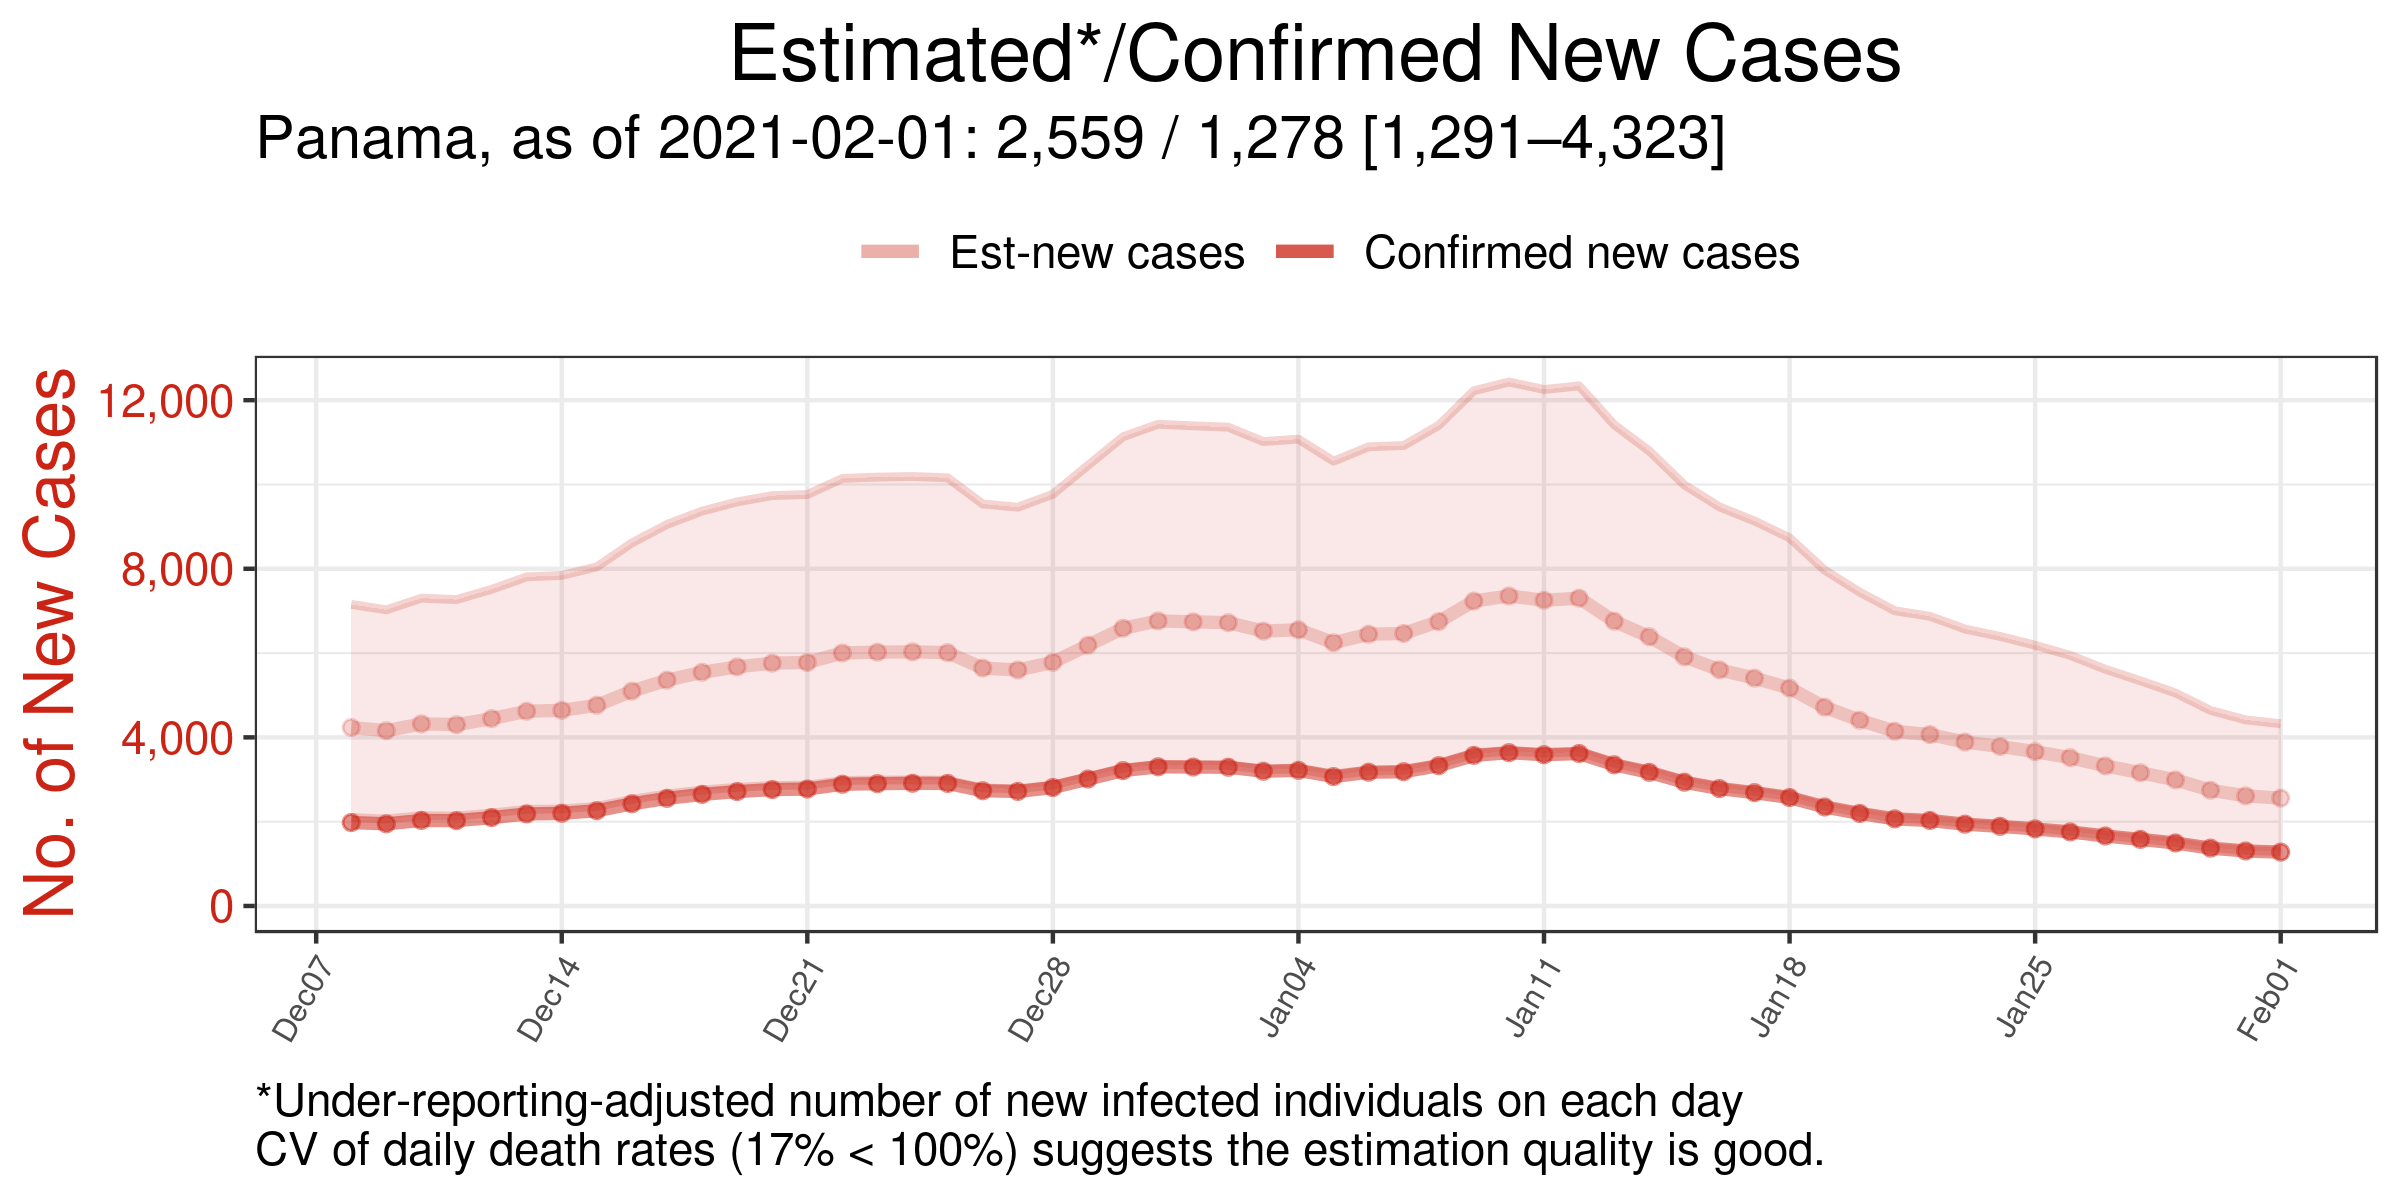 Estimated*/Confirmed New Cases
Panama, as of 2021-02-01: 2,559 / 1,278 [1,291–4,323]
Est-new cases
Confirmed new cases
No. of New Cases
12,000
8,000
4,000
0
Dec07
Dec14
Dec21
Dec28
Jan04
Jan11
Jan18
Jan25
Feb01
*Under-reporting-adjusted number of new infected individuals on each day
CV of daily death rates (17% < 100%) suggests the estimation quality is good.